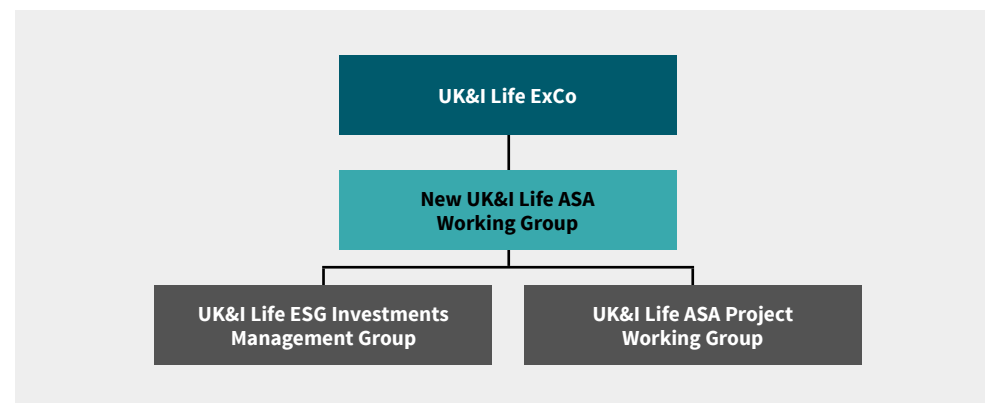 UK&I Life ExCo
New UK&I Life ASA
Working Group
UK&I Life ESG Investments
Management Group
UK&I Life ASA Project
Working Group